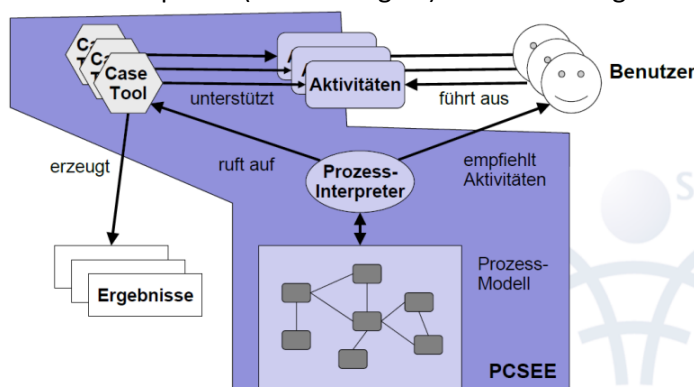 Case
Tool
Aktivitäten
Benutzer
unterstützt
führt aus
erzeugt
ruft auf
Prozess-
Interpreter
empfiehlt
Aktivitäten
Ergebnisse
Prozess-
Modell
PCSEE